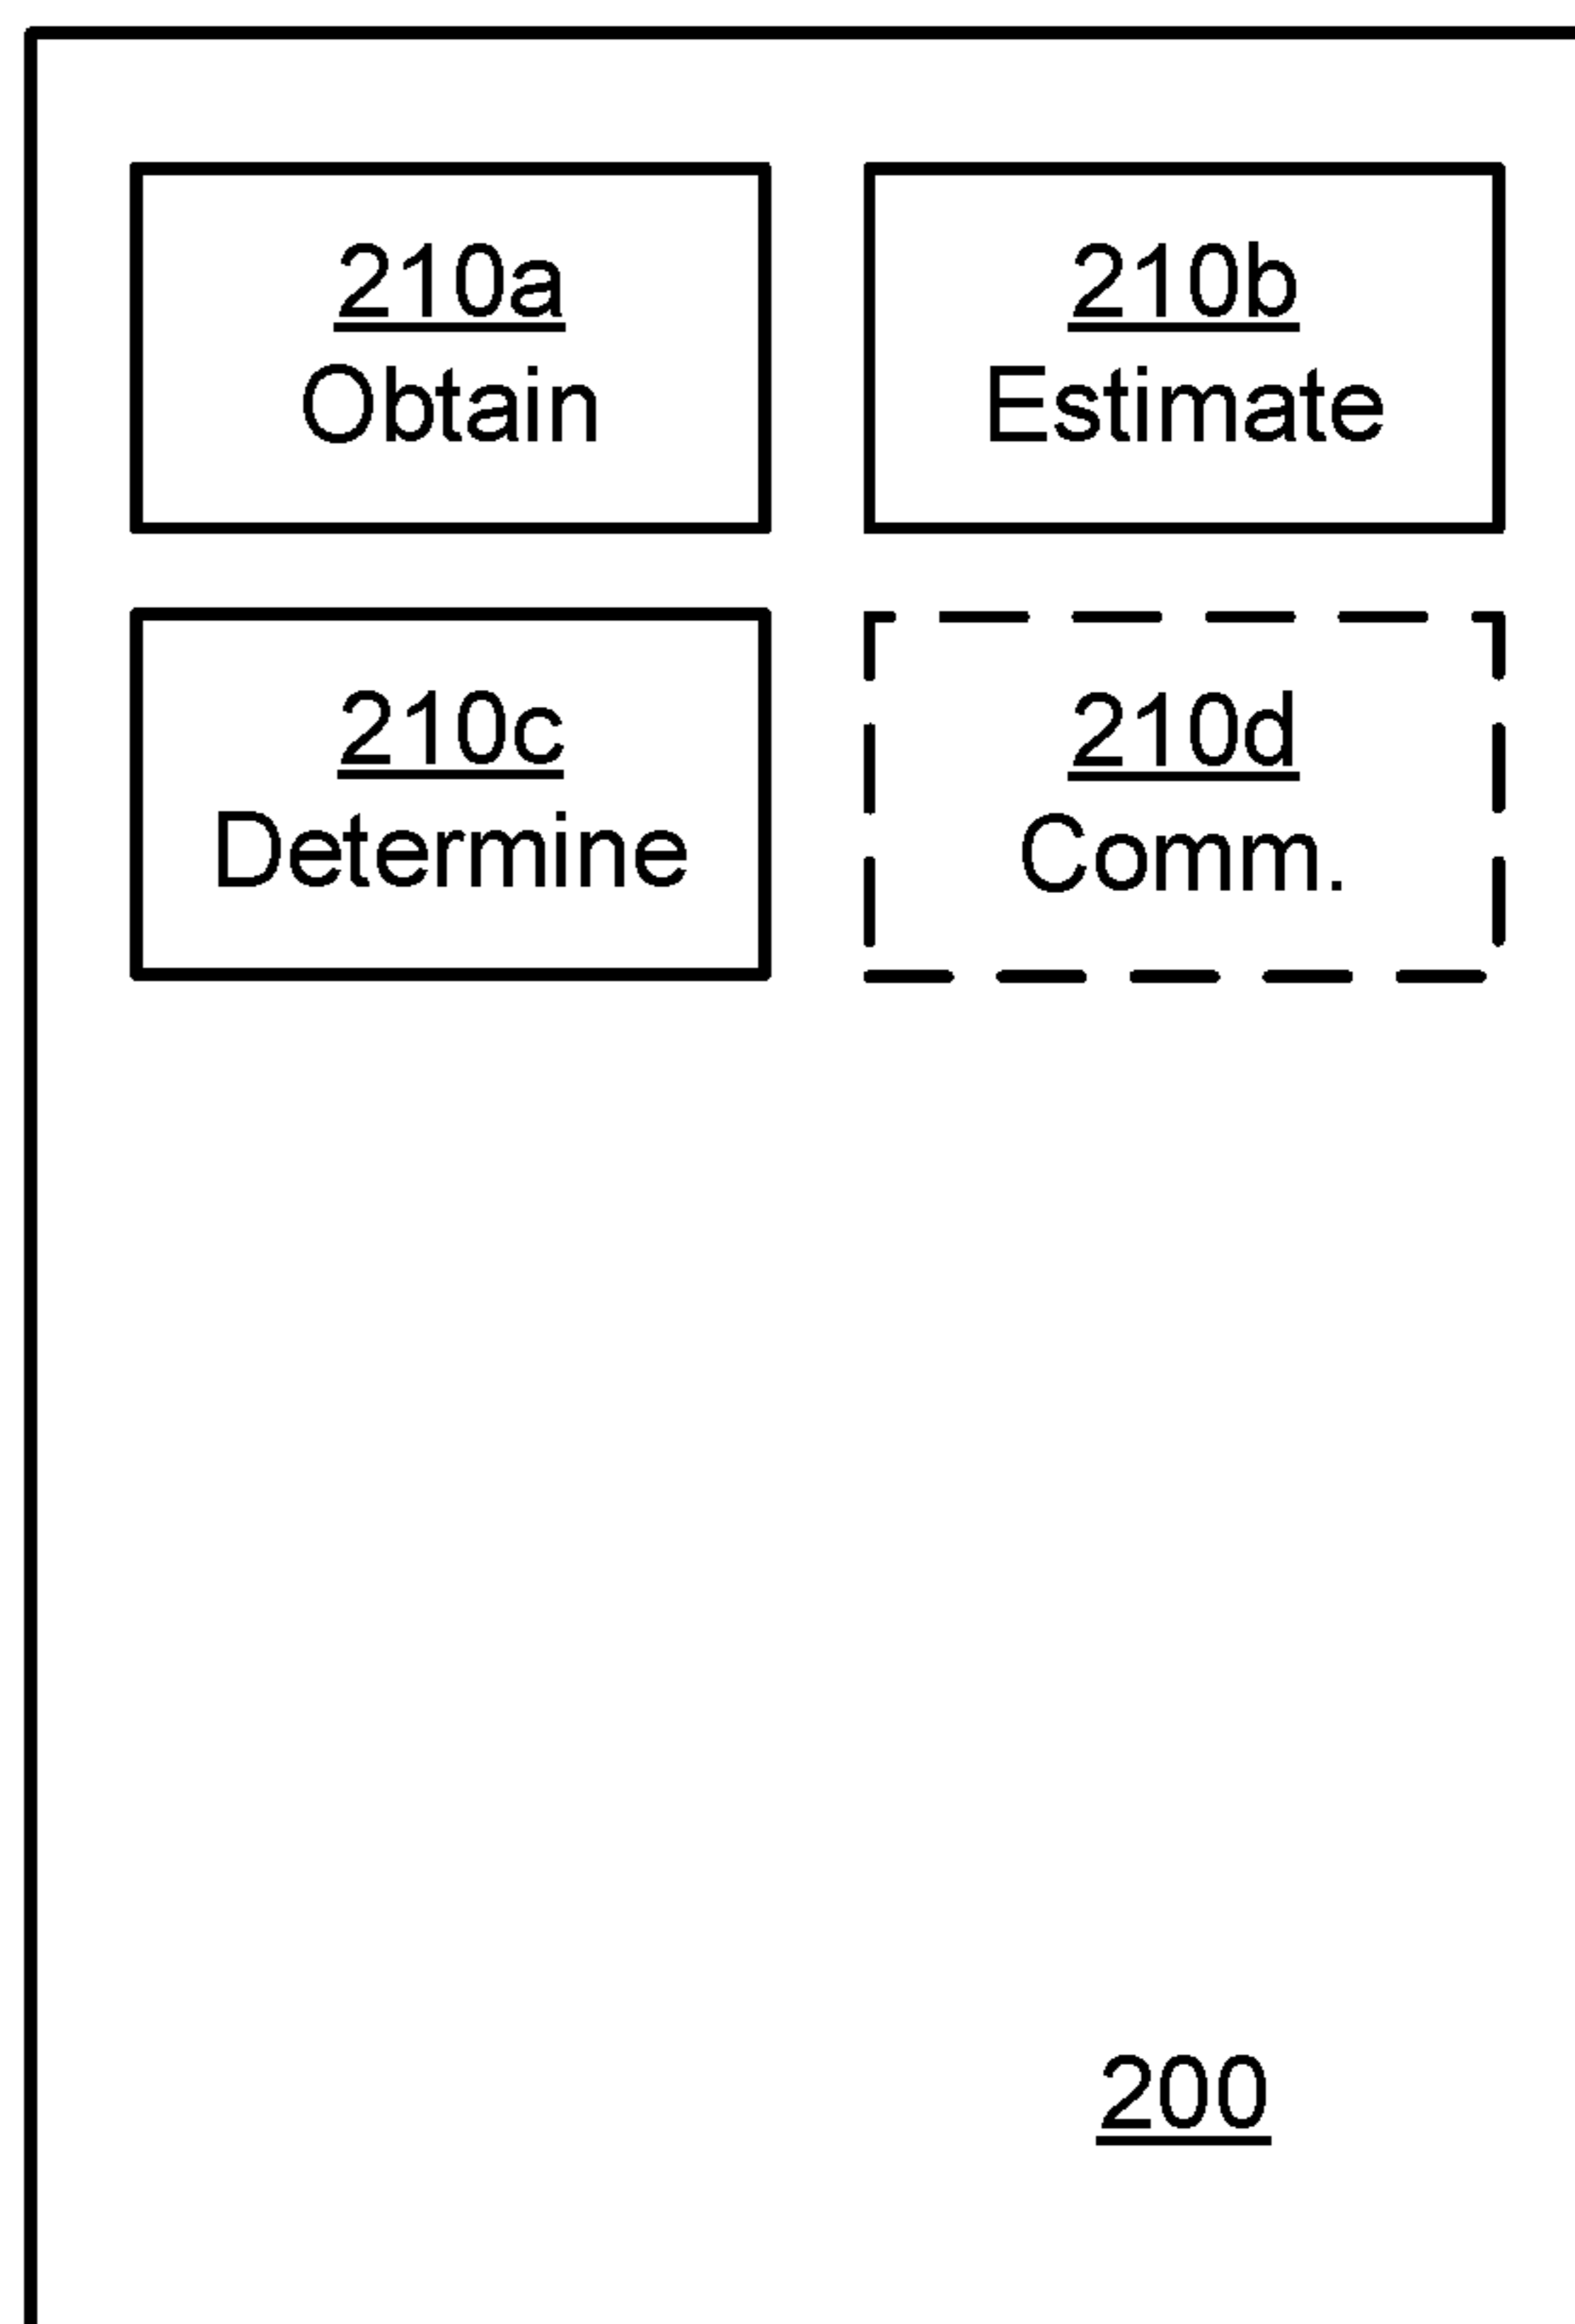 210a
Obtain
210b
Estimate
210c
Determine
210d
Comm.
200